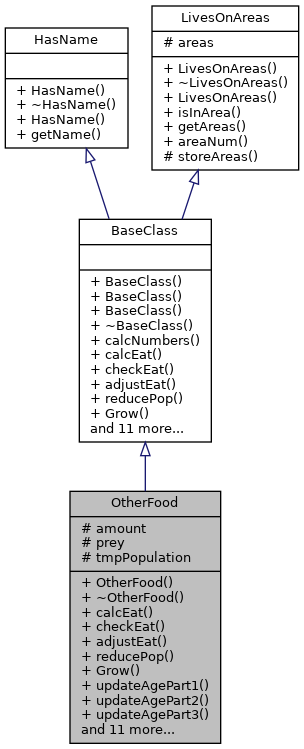 LivesOnAreas
# areas
+ LivesOnAreas()
+ ~LivesOnAreas()
+ LivesOnAreas()
+ isInArea()
+ getAreas()
+ areaNum()
# storeAreas()
HasName
+ HasName()
+ ~HasName()
+ HasName()
+ getName()
BaseClass
+ BaseClass()
+ BaseClass()
+ BaseClass()
+ ~BaseClass()
+ calcNumbers()
+ calcEat()
+ checkEat()
+ adjustEat()
+ reducePop()
+ Grow()
and 11 more...
OtherFood
# amount
# prey
# tmpPopulation
+ OtherFood()
+ ~OtherFood()
+ calcEat()
+ checkEat()
+ adjustEat()
+ reducePop()
+ Grow()
+ updateAgePart1()
+ updateAgePart2()
+ updateAgePart3()
and 11 more...